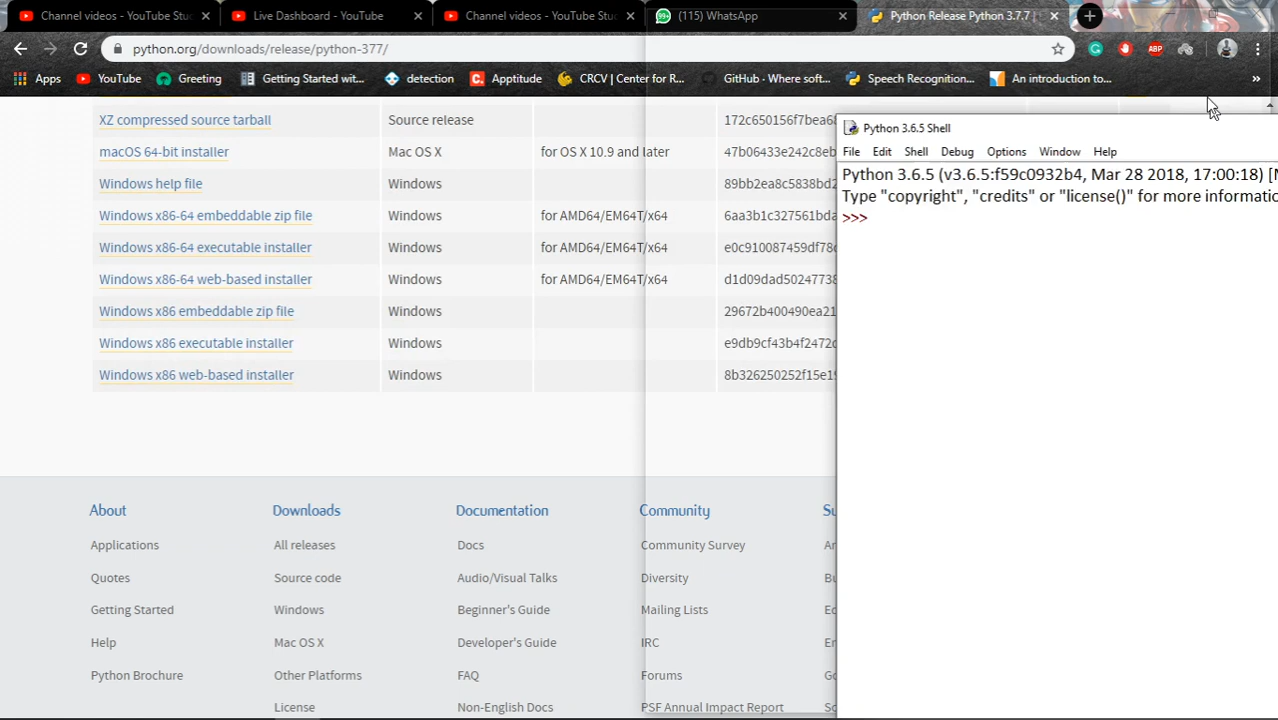 Channel videos - YouTube Stu
Live Dashboard - YouTube
Channel videos - YouTube Stu
99+
(115) WhatsApp
Python Release Python 3.7.7
python.org/downloads/release/python-377/
ABP
Apps
YouTube
Greeting
Getting Started wit...
detection
C.
Apptitude
CRCV | Center for R...
GitHub · Where soft...
Speech Recognition...
An introduction to...
»
XZ compressed source tarball Source release 172c650156f7bea68
macOS 64-bit installer Mac OS X for OS X 10.9 and later 47b06433e242c8eb
Windows help file Windows 89bb2ea8c5838bd2
Windows x86-64 embeddable zip file Windows for AMD64/EM64T/x64 6aa3b1c327561bda
Windows x86-64 executable installer Windows for AMD64/EM64T/x64 e0c910087459df78
Windows x86-64 web-based installer Windows for AMD64/EM64T/x64 d1d09dad50247738
Windows x86 embeddable zip file Windows 29672b400490ea21
Windows x86 executable installer Windows e9db9cf43b4f2472
Windows x86 web-based installer Windows 8b326250252f15e19
Python 3.6.5 Shell
File Edit Shell Debug Options Window Help
Python 3.6.5 (v3.6.5:f59c0932b4, Mar 28 2018, 17:00:18) [M
Type "copyright", "credits" or "license()" for more informatio
>>>
About
Applications
Quotes
Getting Started
Help
Python Brochure
Downloads
All releases
Source code
Windows
Mac OS X
Other Platforms
License
Documentation
Docs
Audio/Visual Talks
Beginner's Guide
Developer's Guide
FAQ
Non-English Docs
Community
Community Survey
Diversity
Mailing Lists
IRC
Forums
PSF Annual Impact Report